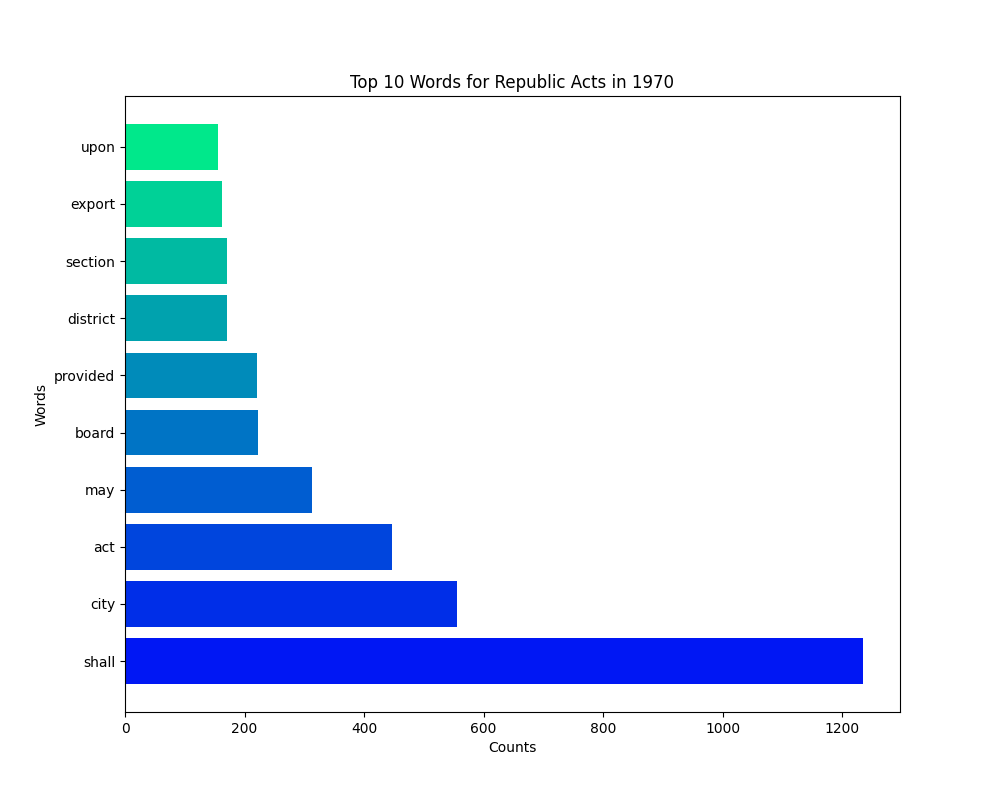 Top 10 Words for Republic Acts in 1970
upon
export
section
district
provided
board
may
act
city
shall
Words
0 200 400 600 800 1000 1200
Counts